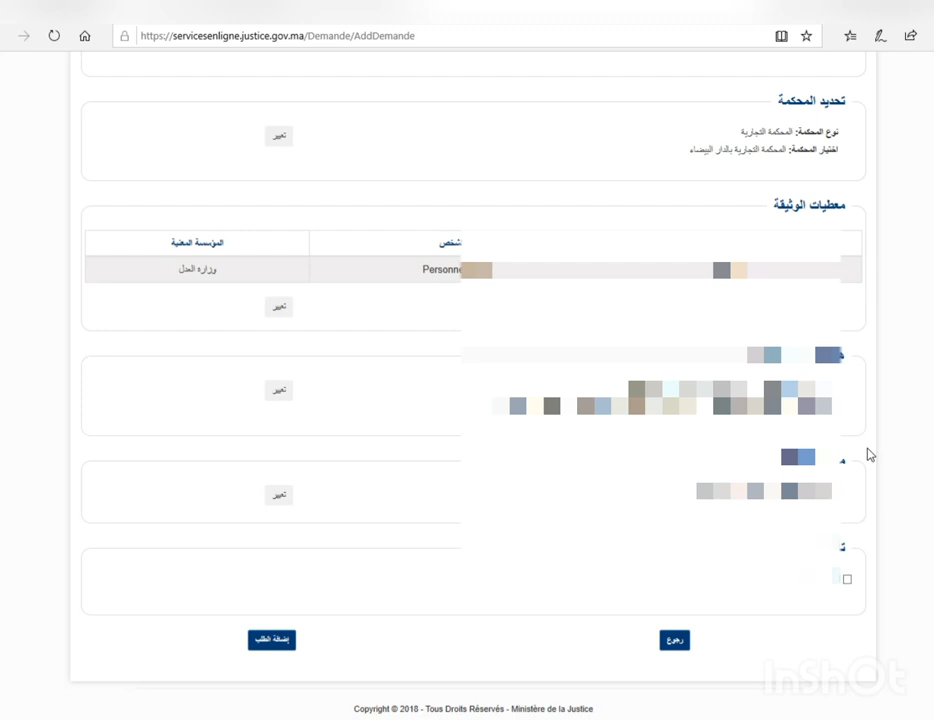 https://servicesenligne.justice.gov.ma/Demande/AddDemande
تحديد المحكمة
نوع المحكمة: المحكمة التجارية
اختيار المحكمة: المحكمة التجارية بالدار البيضاء
تغيير
معطيات الوثيقة
المؤسسة المعنية
وزارة العدل
Personne
تغيير
تغيير
تغيير
رجوع
إضافة الطلب
InShOt
Copyright © 2018 - Tous Droits Réservés - Ministère de la Justice